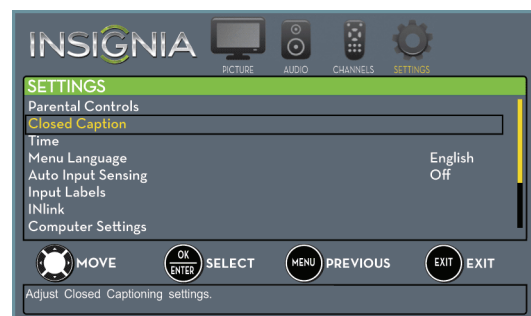 INSIGNIA
PICTURE AUDIO CHANNELS SETTINGS
SETTINGS
Parental Controls
Closed Caption
Time
Menu Language English
Auto Input Sensing Off
Input Labels
INlink
Computer Settings
MOVE OK ENTER SELECT MENU PREVIOUS EXIT EXIT
Adjust Closed Captioning settings.